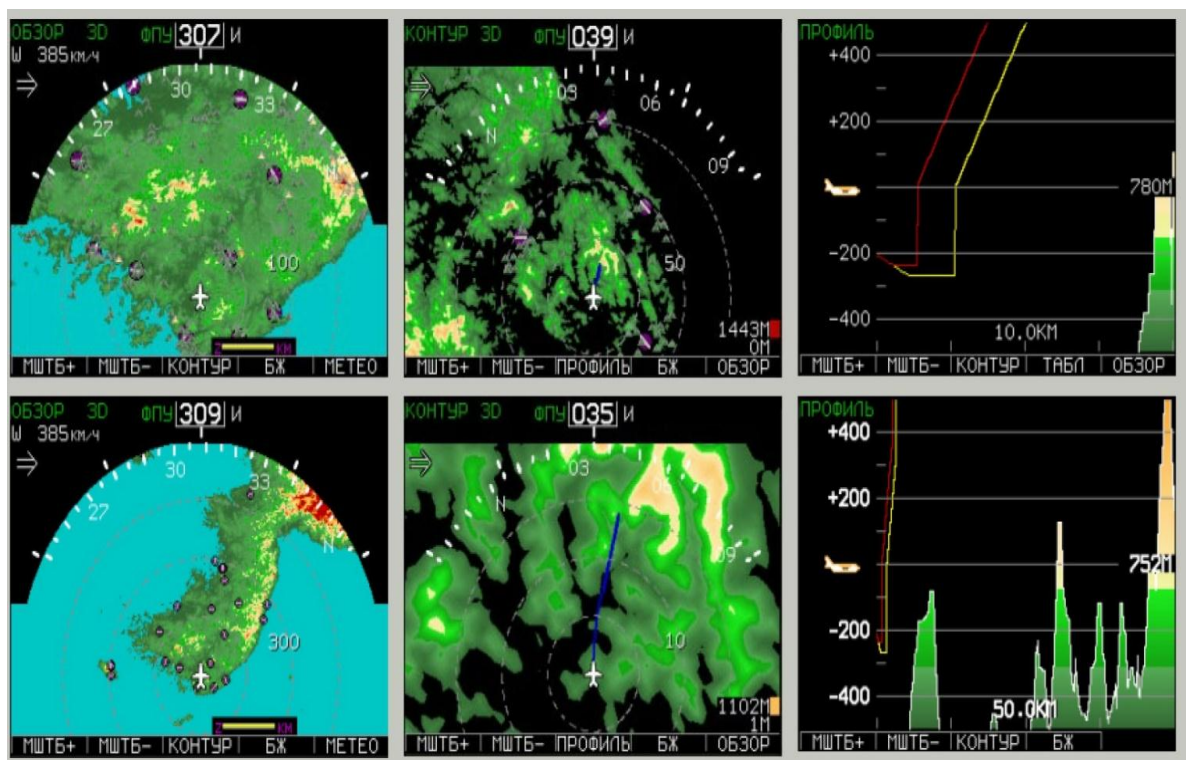 ОБЗОР 3D ФПУ 307 И
W 385КМ/Ч
27 30 33
N
100
Z КМ
МШТБ+ МШТБ- КОНТУР БЖ МЕТЕО
КОНТУР 3D ФПУ 039 И
N 03 06 09
50
1443М
0М
МШТБ+ МШТБ- ПРОФИЛЬ БЖ ОБЗОР
ПРОФИЛЬ
+400
+200
780М
-200
-400
10.0КМ
МШТБ+ МШТБ- КОНТУР ТАБЛ ОБЗОР
ОБЗОР 3D ФПУ 309 И
W 385КМ/Ч
27 30 33
N
300
Z КМ
МШТБ+ МШТБ- КОНТУР БЖ МЕТЕО
КОНТУР 3D ФПУ 035 И
N 03 06 09
10
1102М
1М
МШТБ+ МШТБ- ПРОФИЛЬ БЖ ОБЗОР
ПРОФИЛЬ
+400
+200
752М
-200
-400
50.0КМ
МШТБ+ МШТБ- КОНТУР БЖ